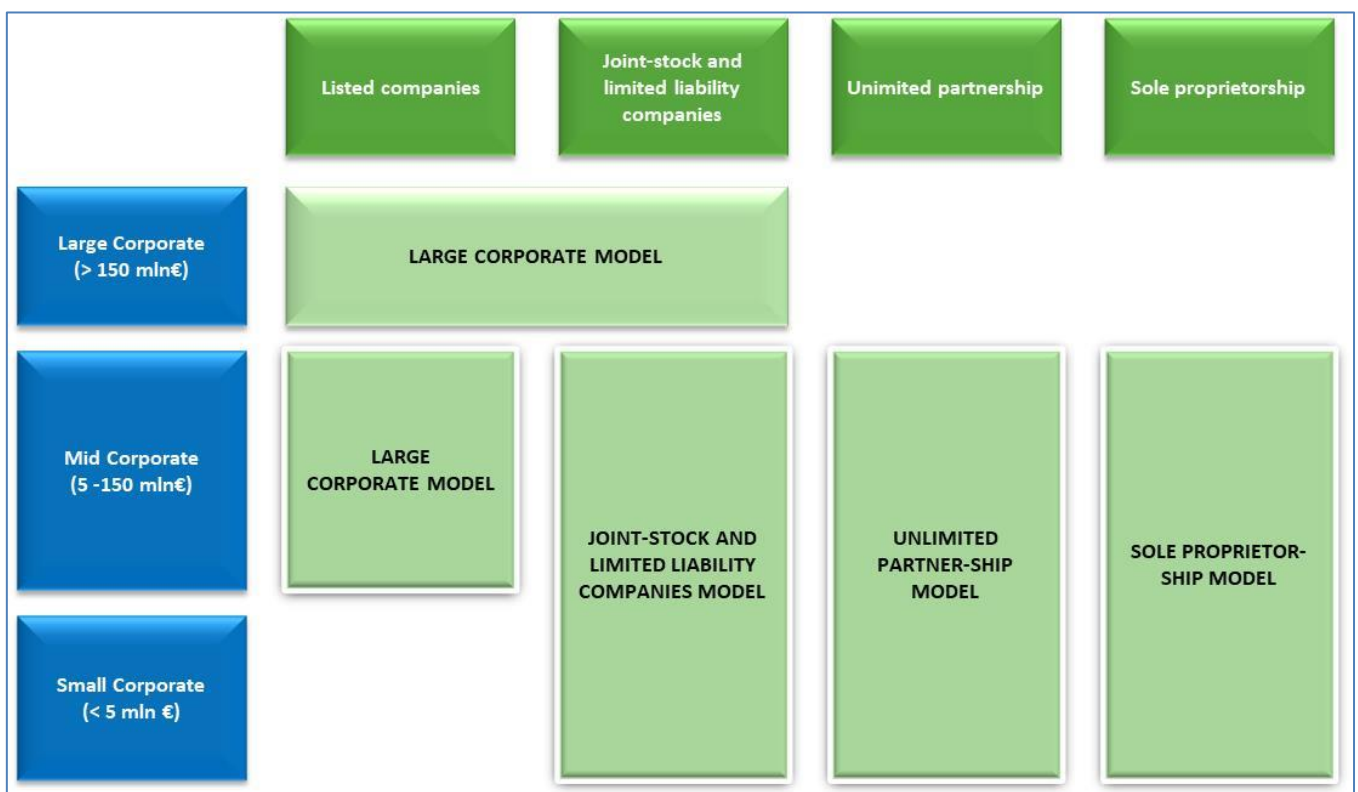 Listed companies
Joint-stock and
limited liability
companies
Unimited partnership
Sole proprietorship
Large Corporate
(> 150 mln€)
LARGE CORPORATE MODEL
Mid Corporate
(5 -150 mln€)
LARGE
CORPORATE MODEL
JOINT-STOCK AND
LIMITED LIABILITY
COMPANIES MODEL
UNLIMITED
PARTNER-SHIP
MODEL
SOLE PROPRIETOR-
SHIP MODEL
Small Corporate
(< 5 mln €)